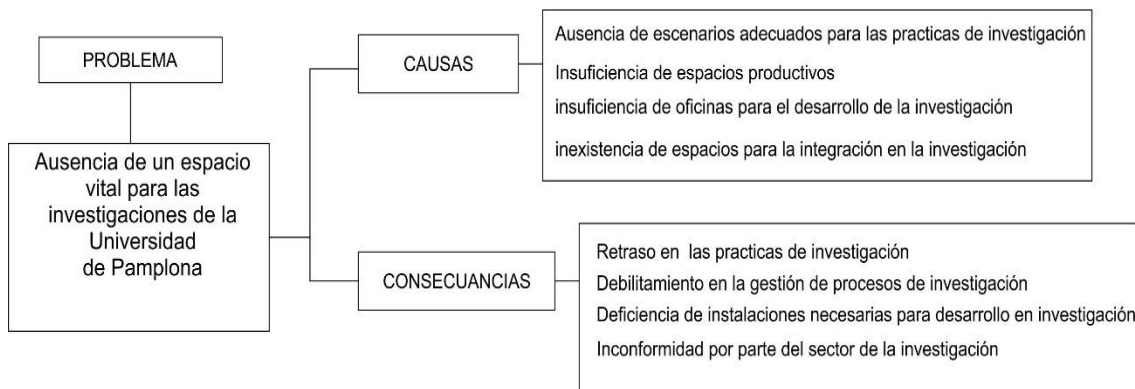 PROBLEMA
Ausencia de un espacio
vital para las
investigaciones de la
Universidad
de Pamplona
CAUSAS
Ausencia de escenarios adecuados para las practicas de investigación
Insuficiencia de espacios productivos
insuficiencia de oficinas para el desarrollo de la investigación
inexistencia de espacios para la integración en la investigación
CONSECUANCIAS
Retraso en las practicas de investigación
Debilitamiento en la gestión de procesos de investigación
Deficiencia de instalaciones necesarias para desarrollo en investigación
Inconformidad por parte del sector de la investigación